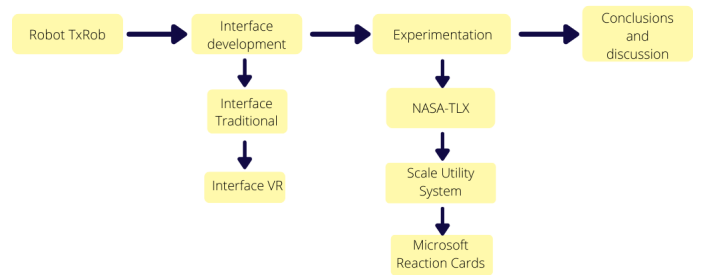 Robot TxRob
Interface
development
Experimentation
Conclusions
and
discussion
Interface
Traditional
NASA-TLX
Interface VR
Scale Utility
System
Microsoft
Reaction Cards